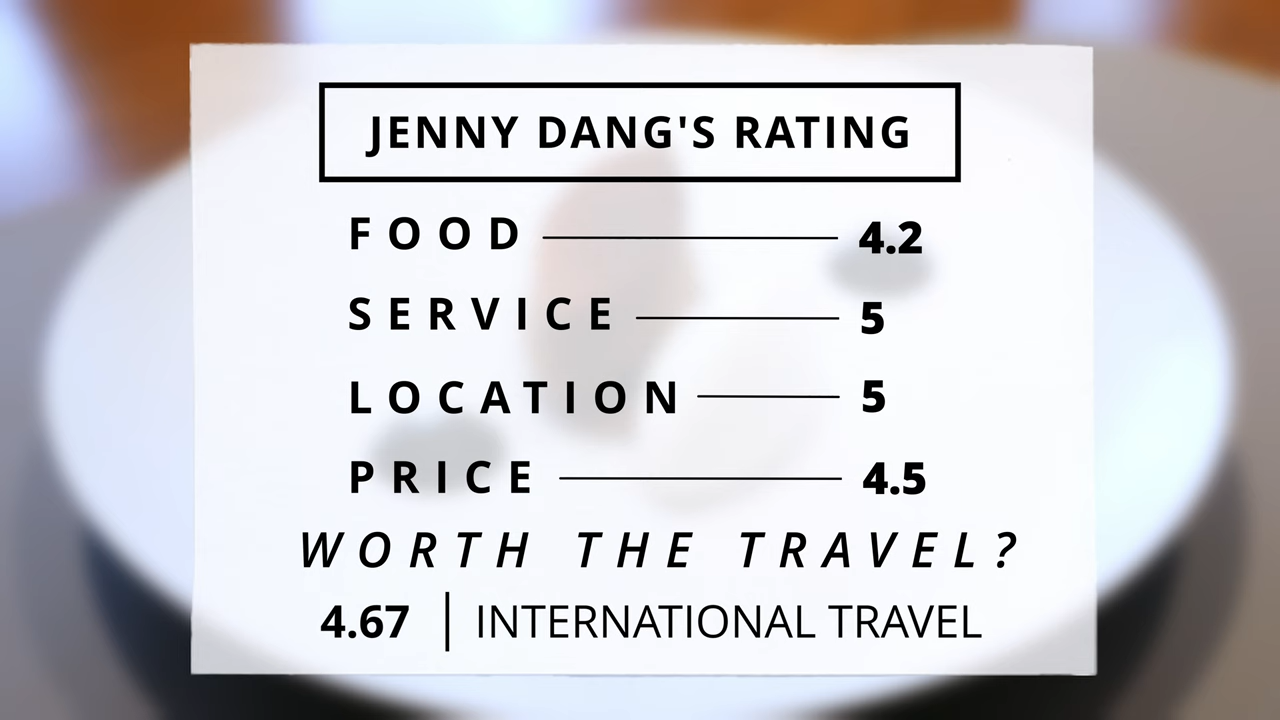 JENNY DANG'S RATING
FOOD 4.2
SERVICE 5
LOCATION 5
PRICE 4.5
WORTH THE TRAVEL?
4.67 | INTERNATIONAL TRAVEL